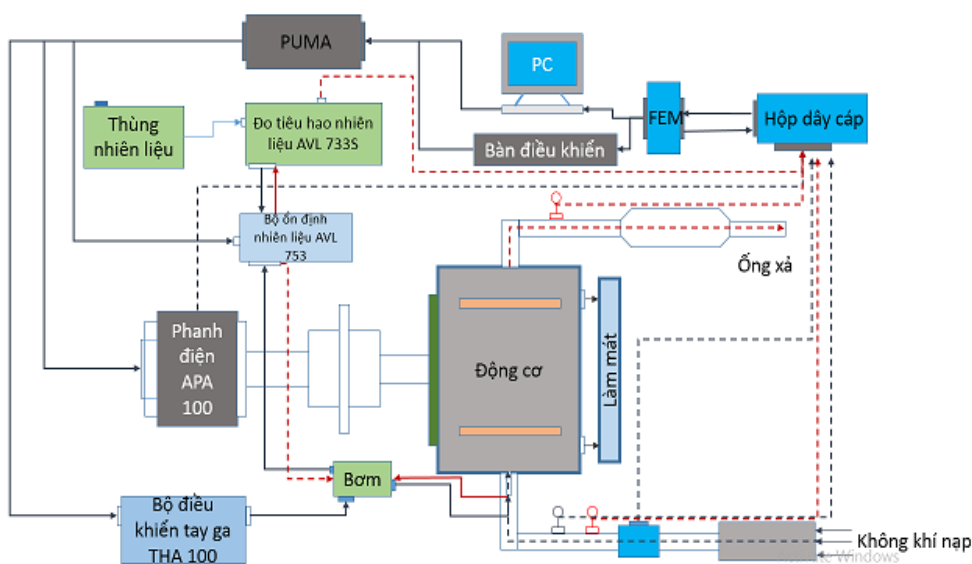 PUMA
PC
Thùng
nhiên liệu
Đo tiêu hao nhiên
liệu AVL 733S
FEM
Hộp dây cáp
Bàn điều khiển
Bộ ổn định
nhiên liệu AVL
753
Ống xả
Phanh
điện
APA
100
Động cơ
Làm mát
Bơm
Bộ điều
khiển tay ga
THA 100
Không khí nạp
Windows